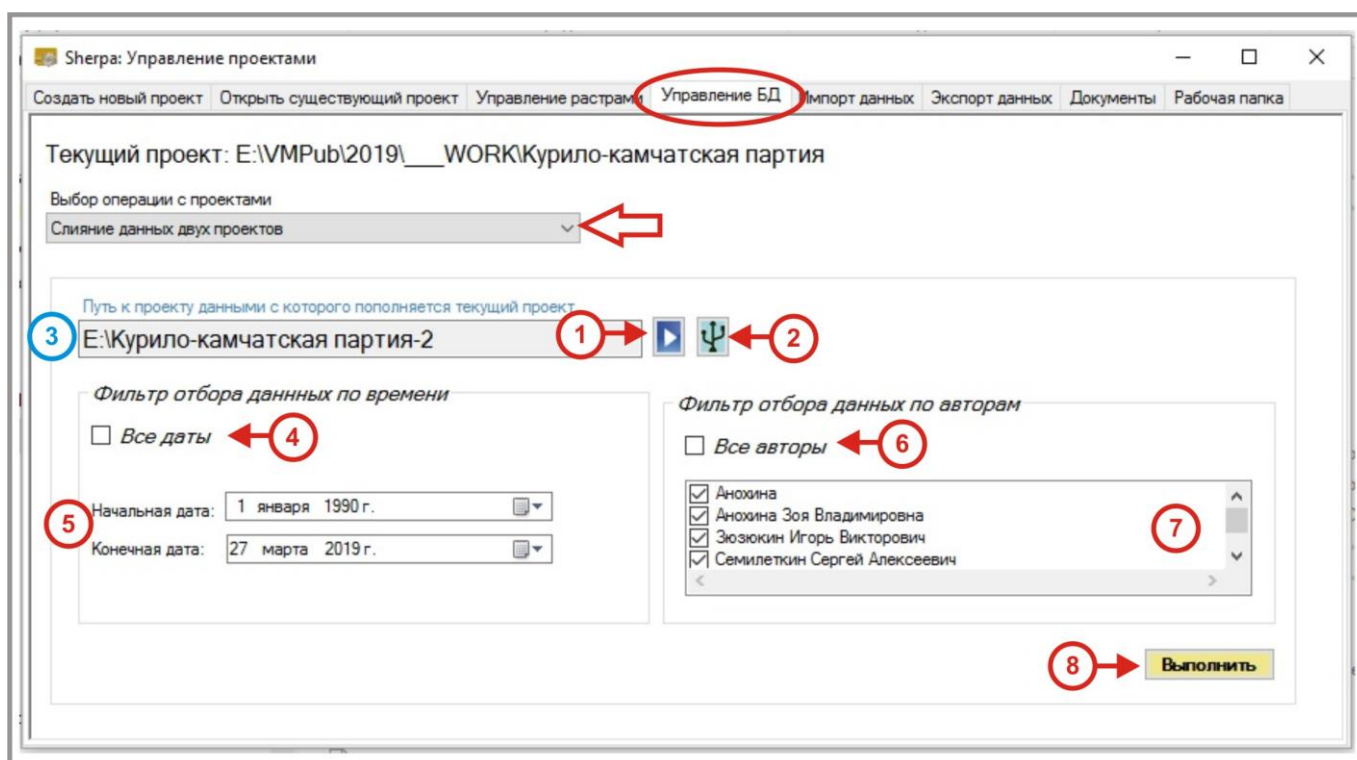 Sherpa: Управление проектами
Создать новый проект Открыть существующий проект Управление растрами Управление БД Импорт данных Экспорт данных Документы Рабочая папка
Текущий проект: E:\VMPub\2019\___WORK\Курило-камчатская партия
Выбор операции с проектами
Слияние данных двух проектов
Путь к проекту данными с которого пополняется текущий проект
3 E:\Курило-камчатская партия-2 1 2
Фильтр отбора даннных по времени
Все даты 4
5
Начальная дата: 1 января 1990 г.
Конечная дата: 27 марта 2019 г.
Фильтр отбора данных по авторам
Все авторы 6
Анохина
Анохина Зоя Владимировна
Зюзюкин Игорь Викторович
Семилеткин Сергей Алексеевич
7
8 Выполнить